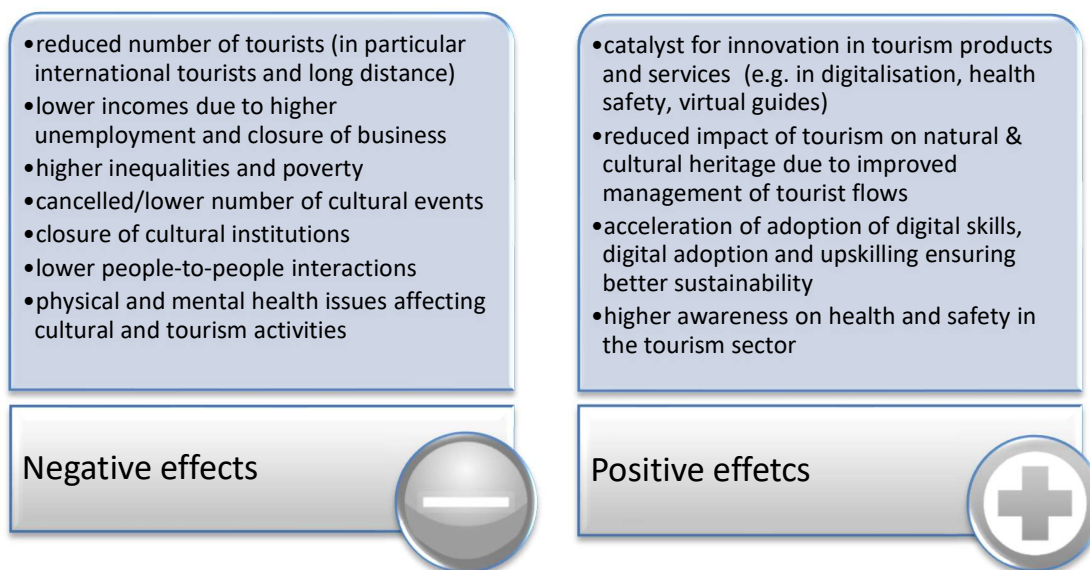 •reduced number of tourists (in particular
international tourists and long distance)
•lower incomes due to higher
unemployment and closure of business
•higher inequalities and poverty
•cancelled/lower number of cultural events
•closure of cultural institutions
•lower people-to-people interactions
•physical and mental health issues affecting
cultural and tourism activities
Negative effects
•catalyst for innovation in tourism products
and services (e.g. in digitalisation, health
safety, virtual guides)
•reduced impact of tourism on natural &
cultural heritage due to improved
management of tourist flows
•acceleration of adoption of digital skills,
digital adoption and upskilling ensuring
better sustainability
•higher awareness on health and safety in
the tourism sector
Positive effetcs